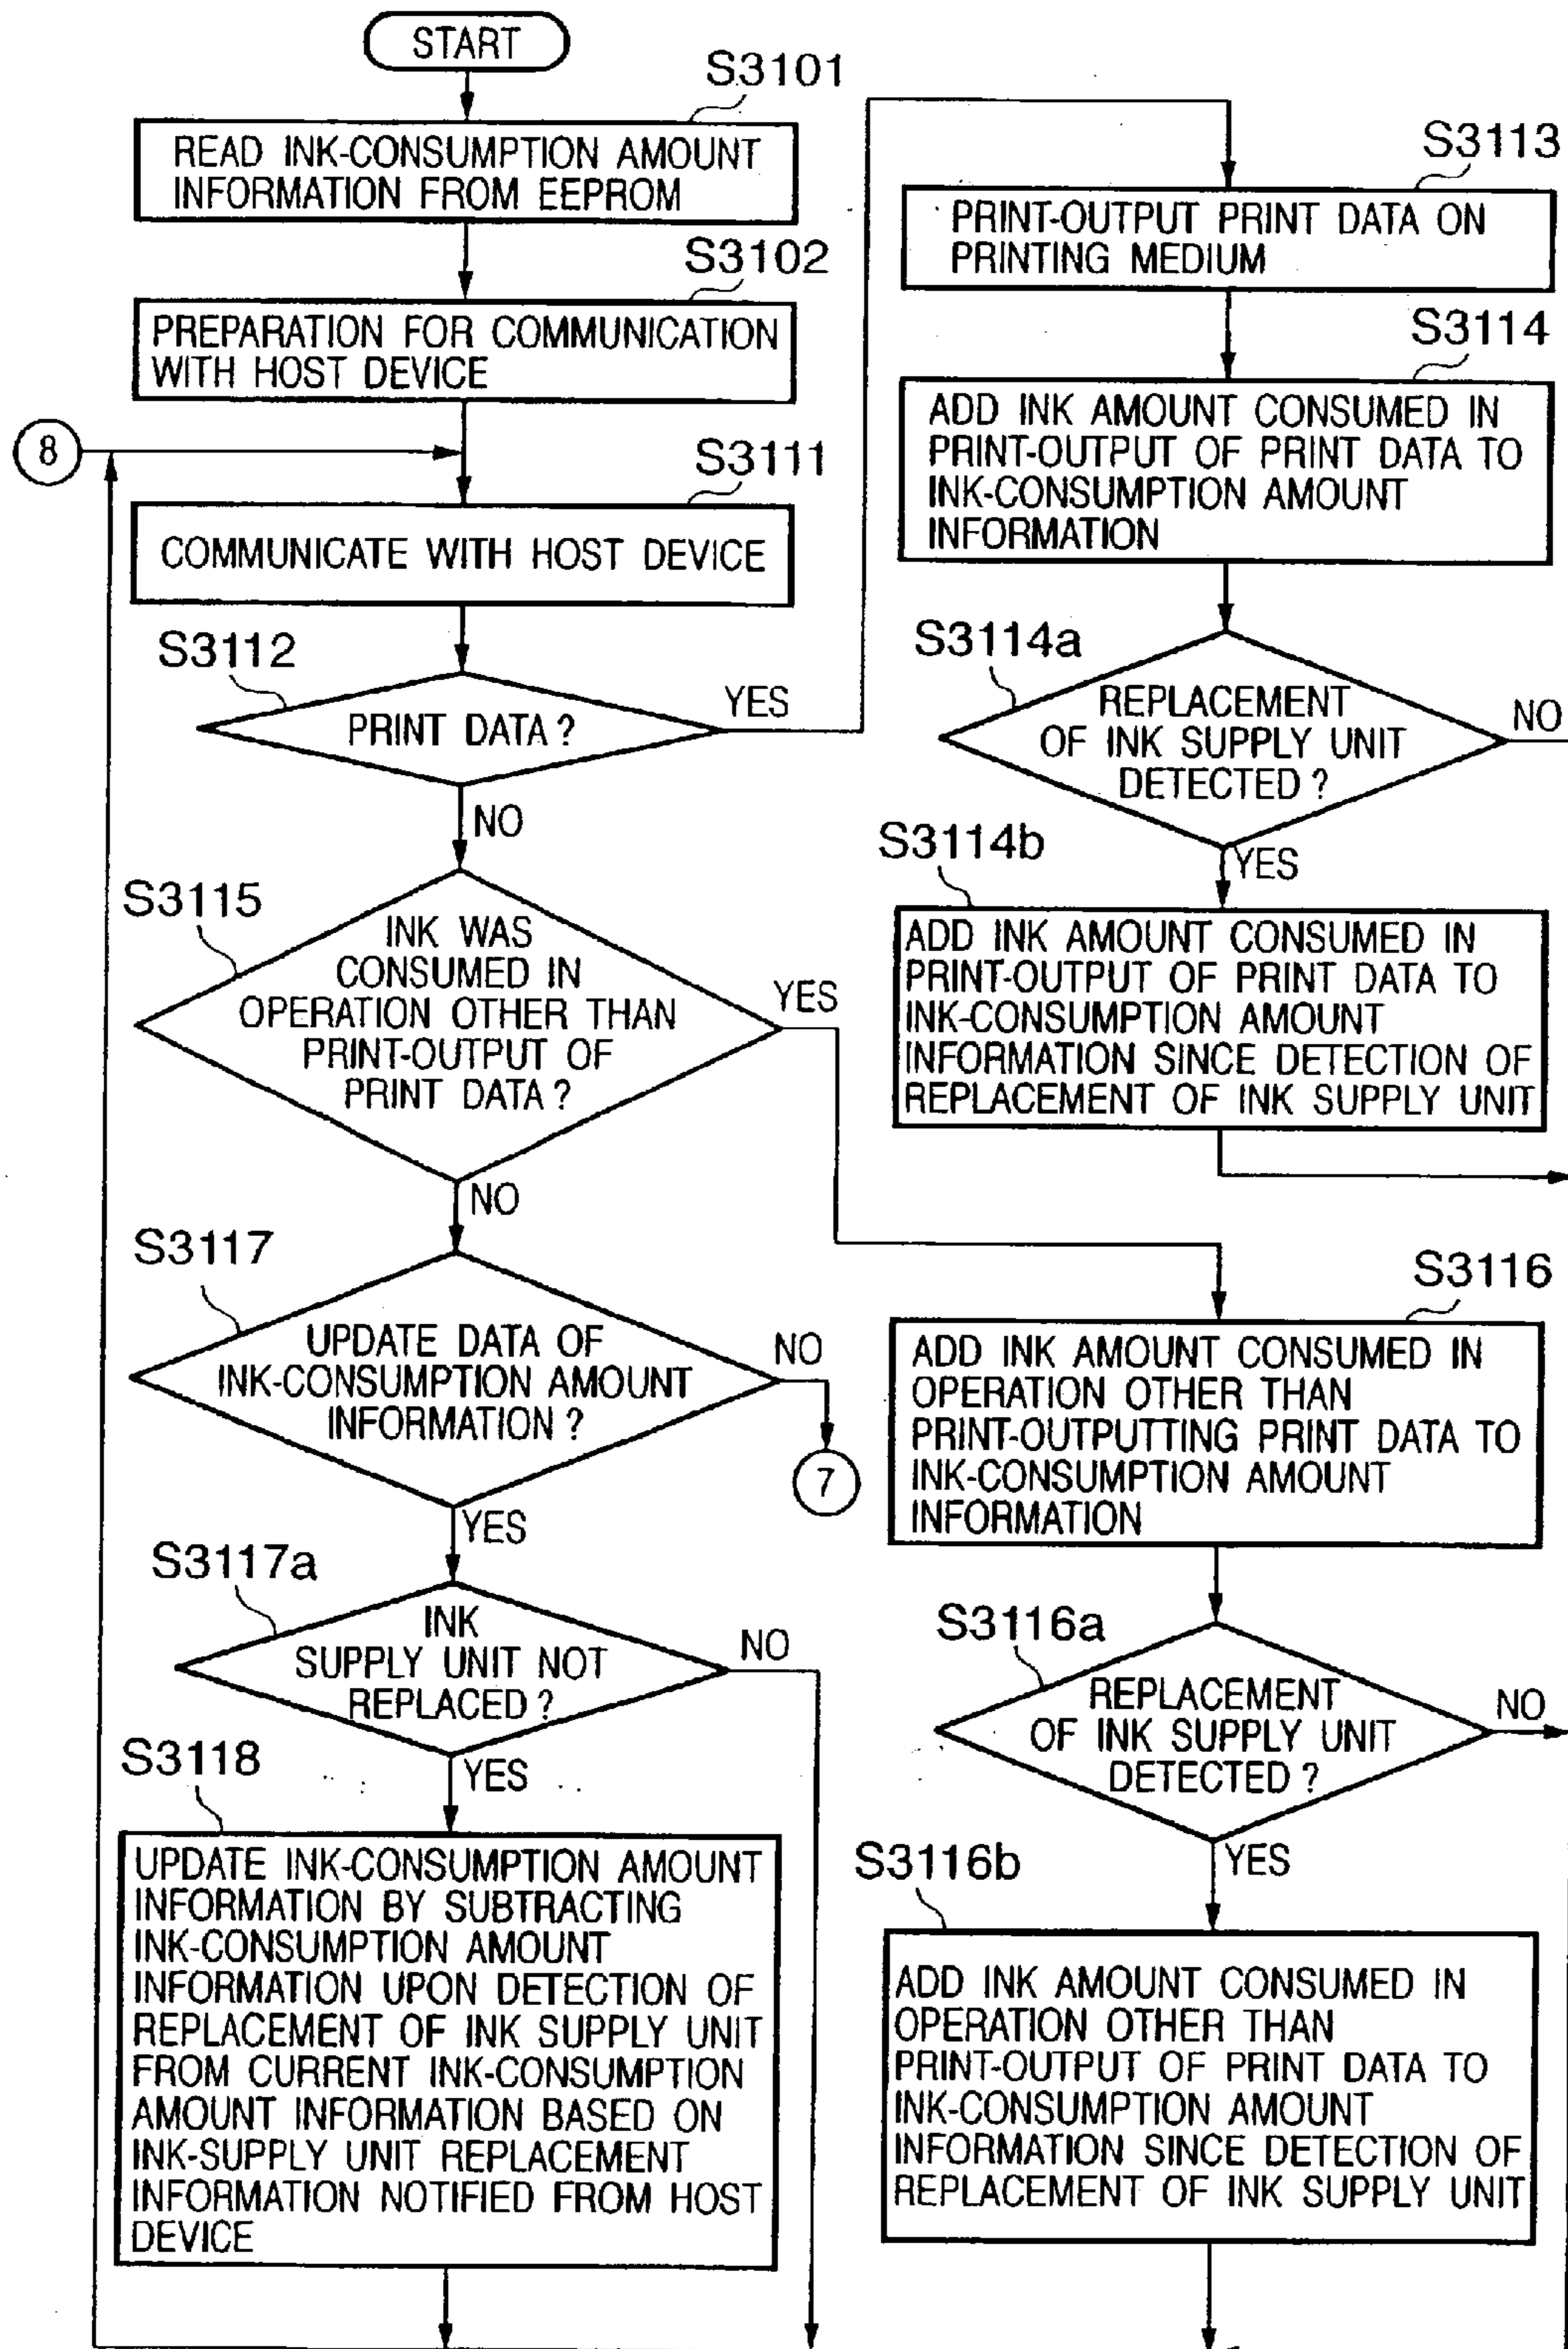 START
S3101
READ INK-CONSUMPTION AMOUNT
INFORMATION FROM EEPROM
S3102
PREPARATION FOR COMMUNICATION
WITH HOST DEVICE
8
S3111
COMMUNICATE WITH HOST DEVICE
S3112
PRINT DATA?
YES
NO
S3115
INK WAS
CONSUMED IN
OPERATION OTHER THAN
PRINT-OUTPUT OF
PRINT DATA?
YES
NO
S3117
UPDATE DATA OF
INK-CONSUMPTION AMOUNT
INFORMATION?
NO
7
YES
S3117a
INK
SUPPLY UNIT NOT
REPLACED?
NO
YES
S3118
UPDATE INK-CONSUMPTION AMOUNT
INFORMATION BY SUBTRACTING
INK-CONSUMPTION AMOUNT
INFORMATION UPON DETECTION OF
REPLACEMENT OF INK SUPPLY UNIT
FROM CURRENT INK-CONSUMPTION
AMOUNT INFORMATION BASED ON
INK-SUPPLY UNIT REPLACEMENT
INFORMATION NOTIFIED FROM HOST
DEVICE
S3113
PRINT-OUTPUT PRINT DATA ON
PRINTING MEDIUM
S3114
ADD INK AMOUNT CONSUMED IN
PRINT-OUTPUT OF PRINT DATA TO
INK-CONSUMPTION AMOUNT
INFORMATION
S3114a
REPLACEMENT
OF INK SUPPLY UNIT
DETECTED?
NO
YES
S3114b
ADD INK AMOUNT CONSUMED IN
PRINT-OUTPUT OF PRINT DATA TO
INK-CONSUMPTION AMOUNT
INFORMATION SINCE DETECTION OF
REPLACEMENT OF INK SUPPLY UNIT
S3116
ADD INK AMOUNT CONSUMED IN
OPERATION OTHER THAN
PRINT-OUTPUTTING PRINT DATA TO
INK-CONSUMPTION AMOUNT
INFORMATION
S3116a
REPLACEMENT
OF INK SUPPLY UNIT
DETECTED?
NO
YES
S3116b
ADD INK AMOUNT CONSUMED IN
OPERATION OTHER THAN
PRINT-OUTPUT OF PRINT DATA TO
INK-CONSUMPTION AMOUNT
INFORMATION SINCE DETECTION OF
REPLACEMENT OF INK SUPPLY UNIT